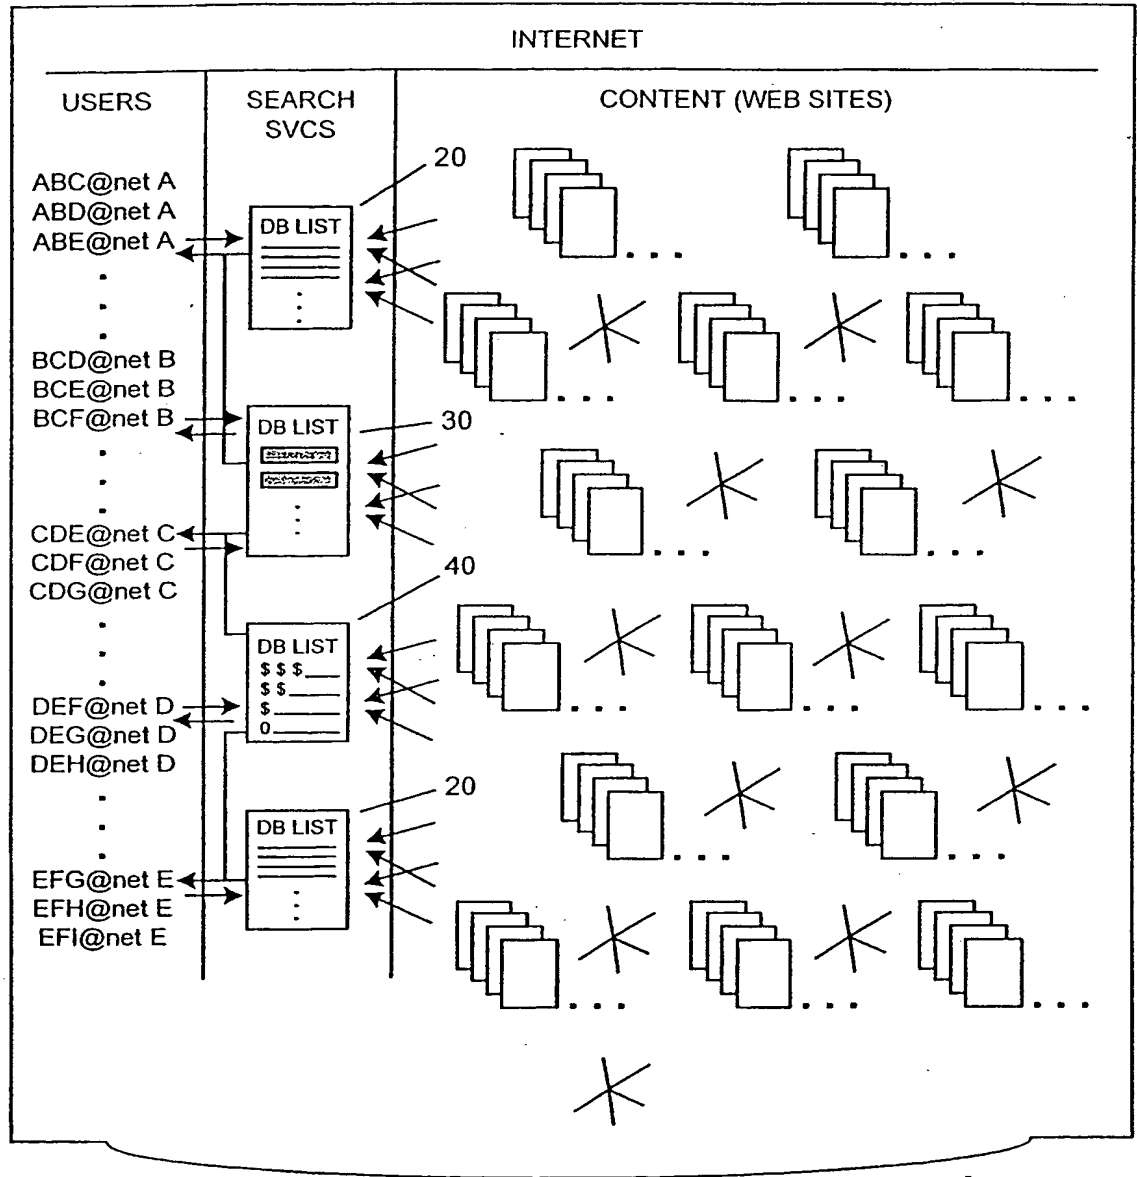 INTERNET
USERS
SEARCH
SVCS
CONTENT (WEB SITES)
ABC@net A
ABD@net A
ABE@net A
BCD@net B
BCE@net B
BCF@net B
CDE@net C
CDF@net C
CDG@net C
DEF@net D
DEG@net D
DEH@net D
EFG@net E
EFH@net E
EFI@net E
20
DB LIST
30
DB LIST
40
DB LIST
$ $ $
$ $
$
0
20
DB LIST